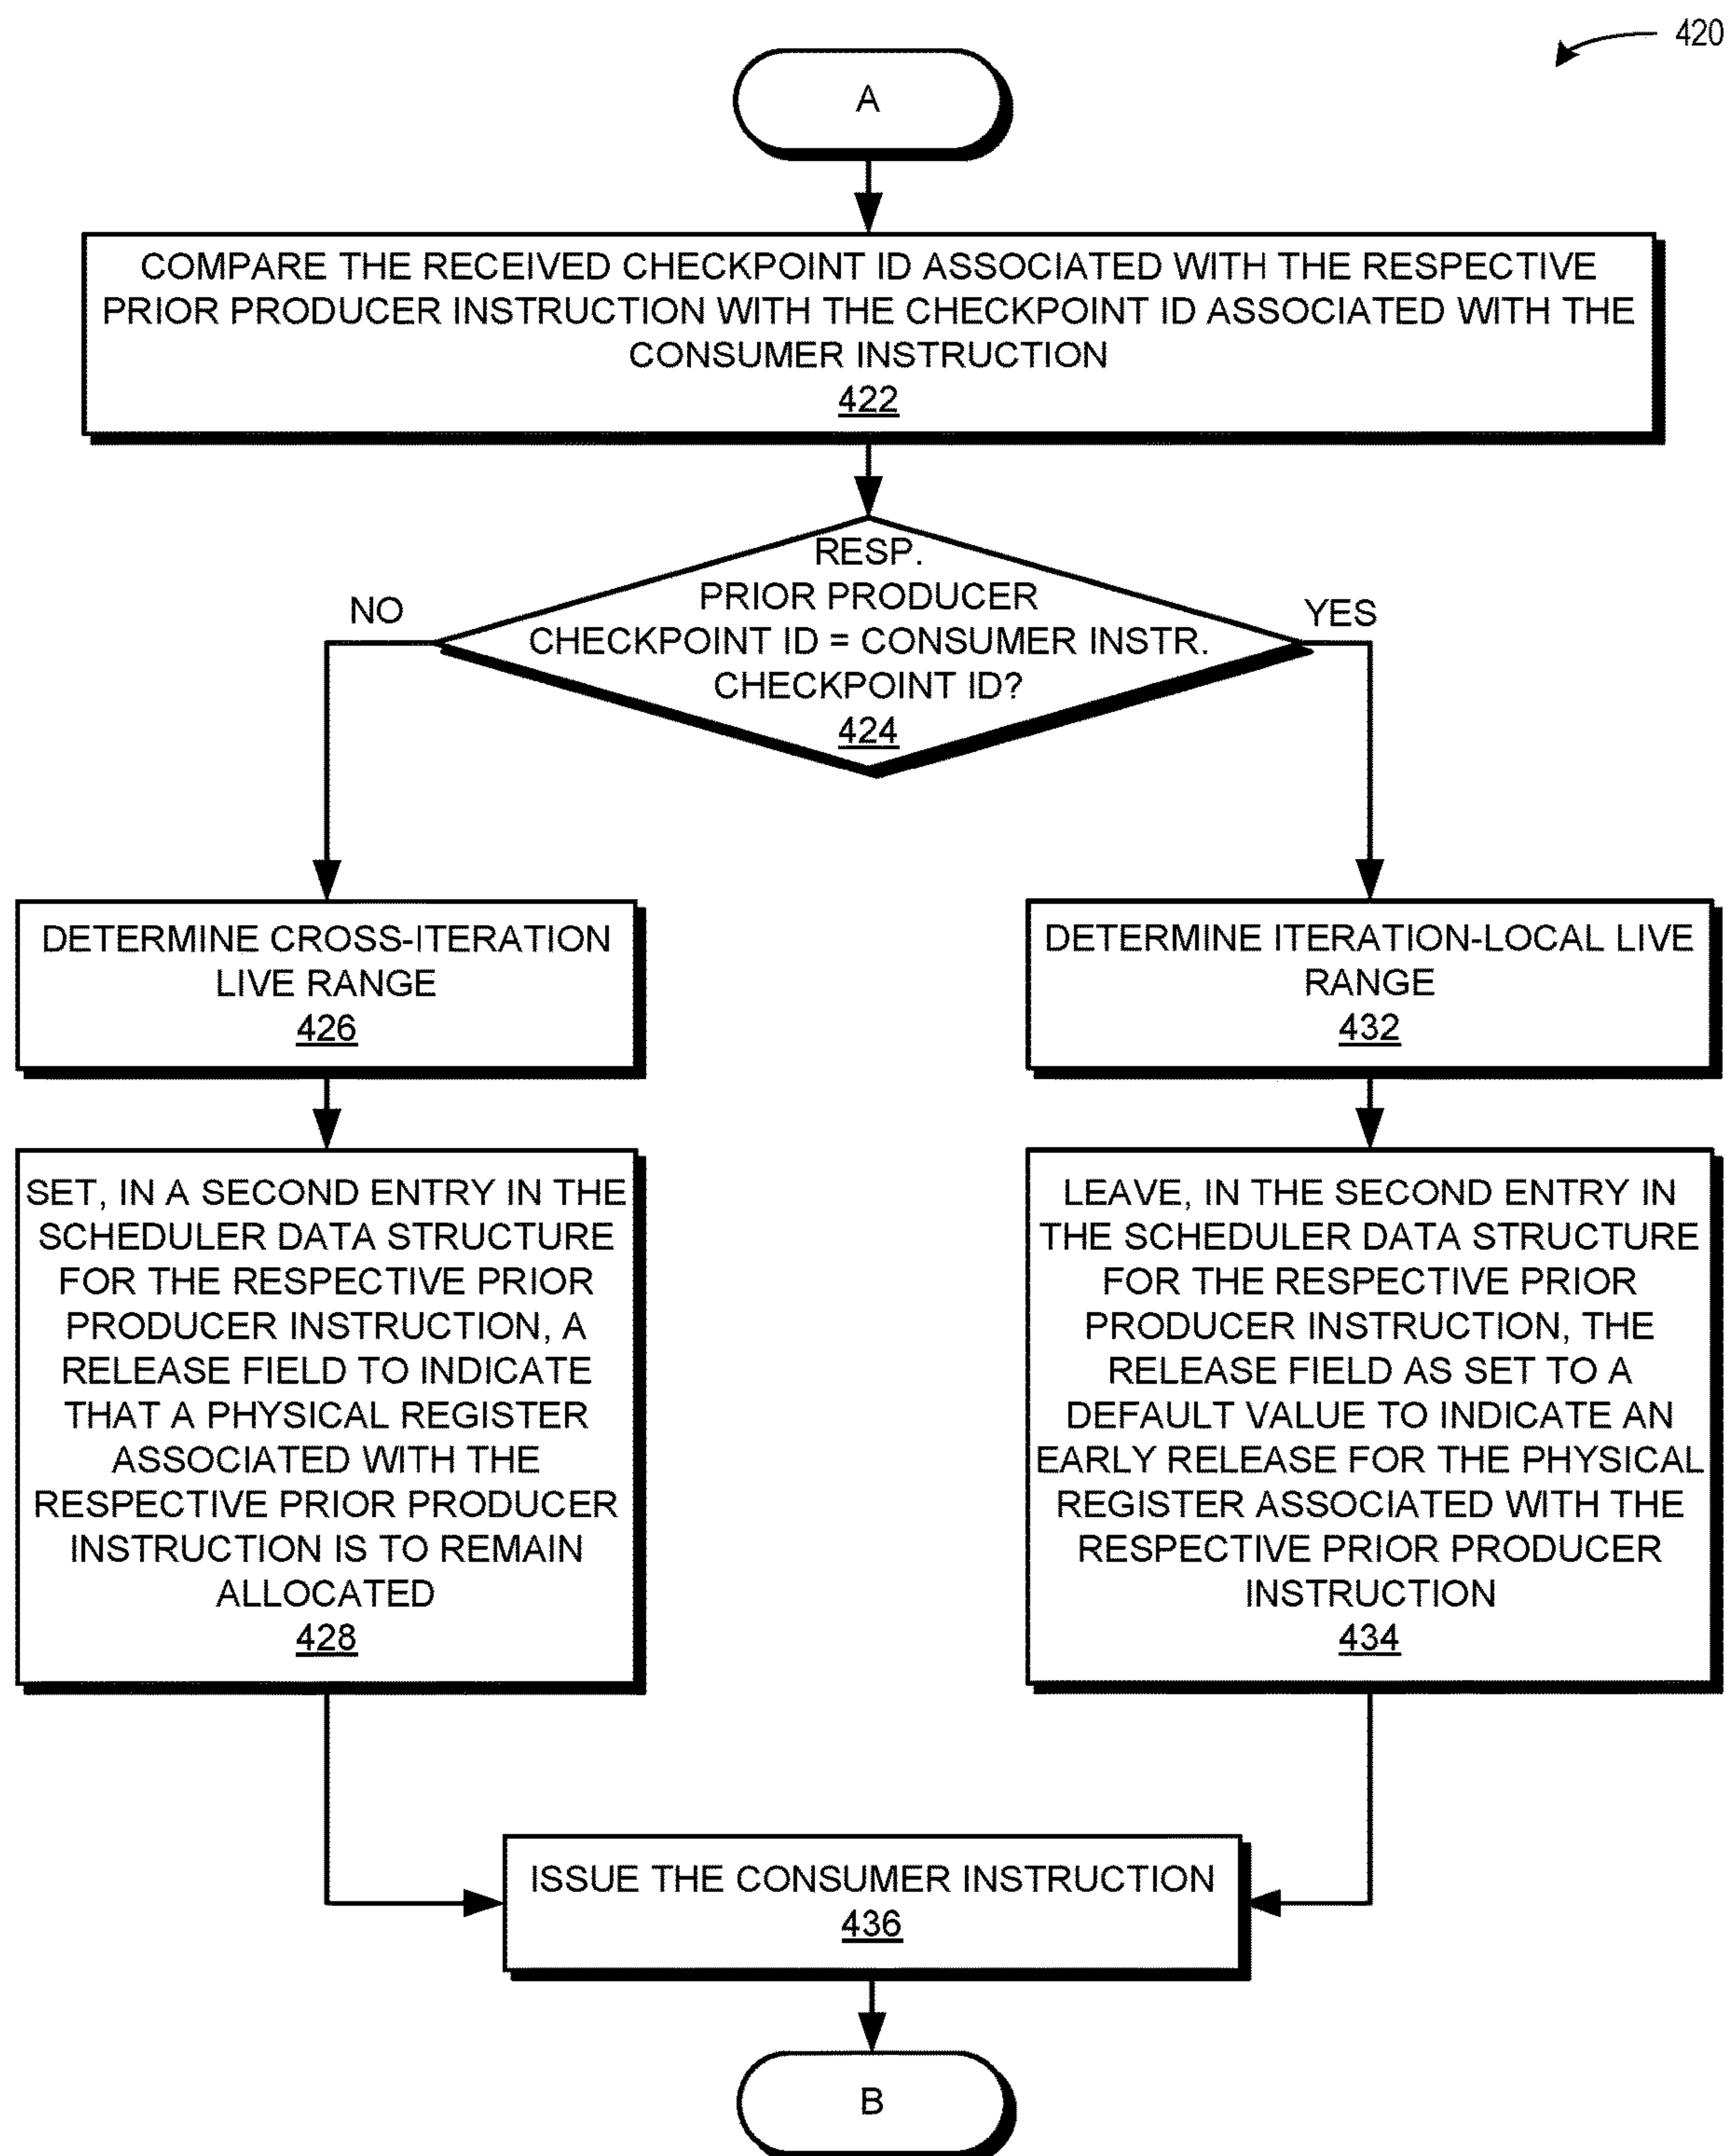 420
A
COMPARE THE RECEIVED CHECKPOINT ID ASSOCIATED WITH THE RESPECTIVE
PRIOR PRODUCER INSTRUCTION WITH THE CHECKPOINT ID ASSOCIATED WITH THE
CONSUMER INSTRUCTION
422
RESP.
PRIOR PRODUCER
CHECKPOINT ID = CONSUMER INSTR.
CHECKPOINT ID?
424
NO
YES
DETERMINE CROSS-ITERATION
LIVE RANGE
426
DETERMINE ITERATION-LOCAL LIVE
RANGE
432
SET, IN A SECOND ENTRY IN THE
SCHEDULER DATA STRUCTURE
FOR THE RESPECTIVE PRIOR
PRODUCER INSTRUCTION, A
RELEASE FIELD TO INDICATE
THAT A PHYSICAL REGISTER
ASSOCIATED WITH THE
RESPECTIVE PRIOR PRODUCER
INSTRUCTION IS TO REMAIN
ALLOCATED
428
LEAVE, IN THE SECOND ENTRY IN
THE SCHEDULER DATA STRUCTURE
FOR THE RESPECTIVE PRIOR
PRODUCER INSTRUCTION, THE
RELEASE FIELD AS SET TO A
DEFAULT VALUE TO INDICATE AN
EARLY RELEASE FOR THE PHYSICAL
REGISTER ASSOCIATED WITH THE
RESPECTIVE PRIOR PRODUCER
INSTRUCTION
434
ISSUE THE CONSUMER INSTRUCTION
436
B